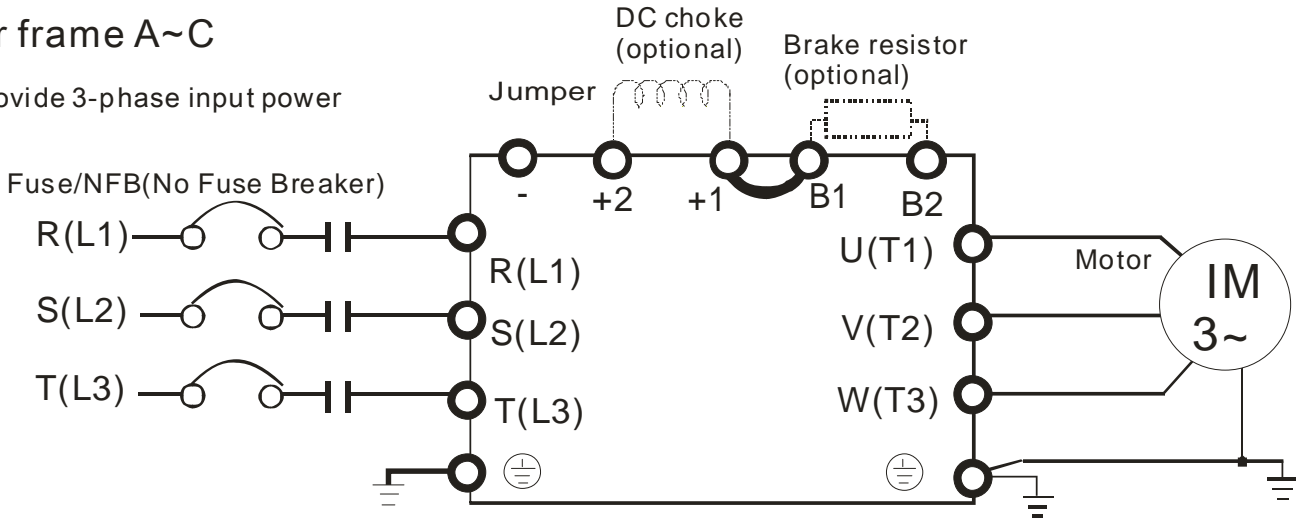 r frame A~C
ovide 3-phase input power
DC choke
(optional)
Brake resistor
(optional)
Jumper
Fuse/NFB(No Fuse Breaker)
- +2 +1 B1 B2
R(L1)
S(L2)
T(L3)
R(L1)
S(L2)
T(L3)
U(T1)
V(T2)
W(T3)
Motor
IM
3~